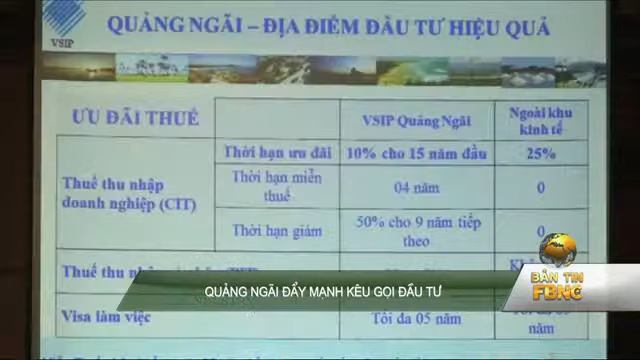 VSIP
QUẢNG NGÃI – ĐỊA ĐIỂM ĐẦU TƯ HIỆU QUẢ
ƯU ĐÃI THUẾ
VSIP Quảng Ngãi
Ngoài khu
kinh tế
Thuế thu nhập
doanh nghiệp (CIT)
Thời hạn ưu đãi
10% cho 15 năm đầu
25%
Thời hạn miễn
thuế
04 năm
0
Thời hạn giảm
50% cho 9 năm tiếp
theo
0
Thuế thu
Visa làm việc
Tối đa 05 năm
năm
QUẢNG NGÃI ĐẨY MẠNH KÊU GỌI ĐẦU TƯ
BẢN TIN
FBNC